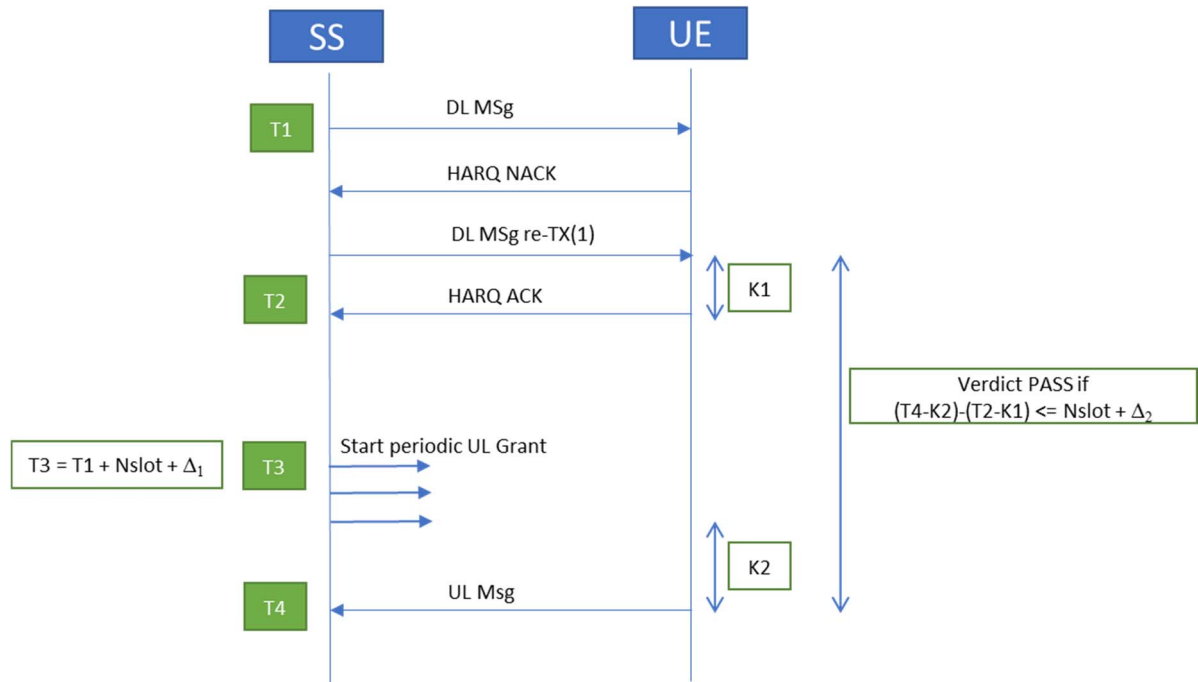 SS
UE
DL MSg
T1
HARQ NACK
DL MSg re-TX(1)
K1
T2
HARQ ACK
Verdict PASS if
(T4-K2)-(T2-K1) <= Nslot + Δ₂
Start periodic UL Grant
T3 = T1 + Nslot + Δ₁
T3
K2
UL Msg
T4